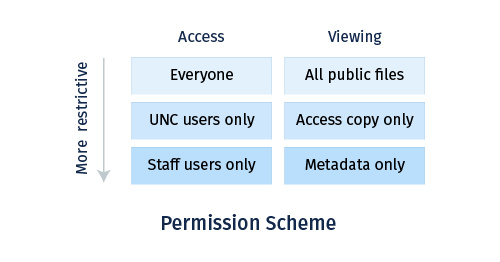 Access
Viewing
More restrictive
Everyone
All public files
UNC users only
Access copy only
Staff users only
Metadata only
Permission Scheme